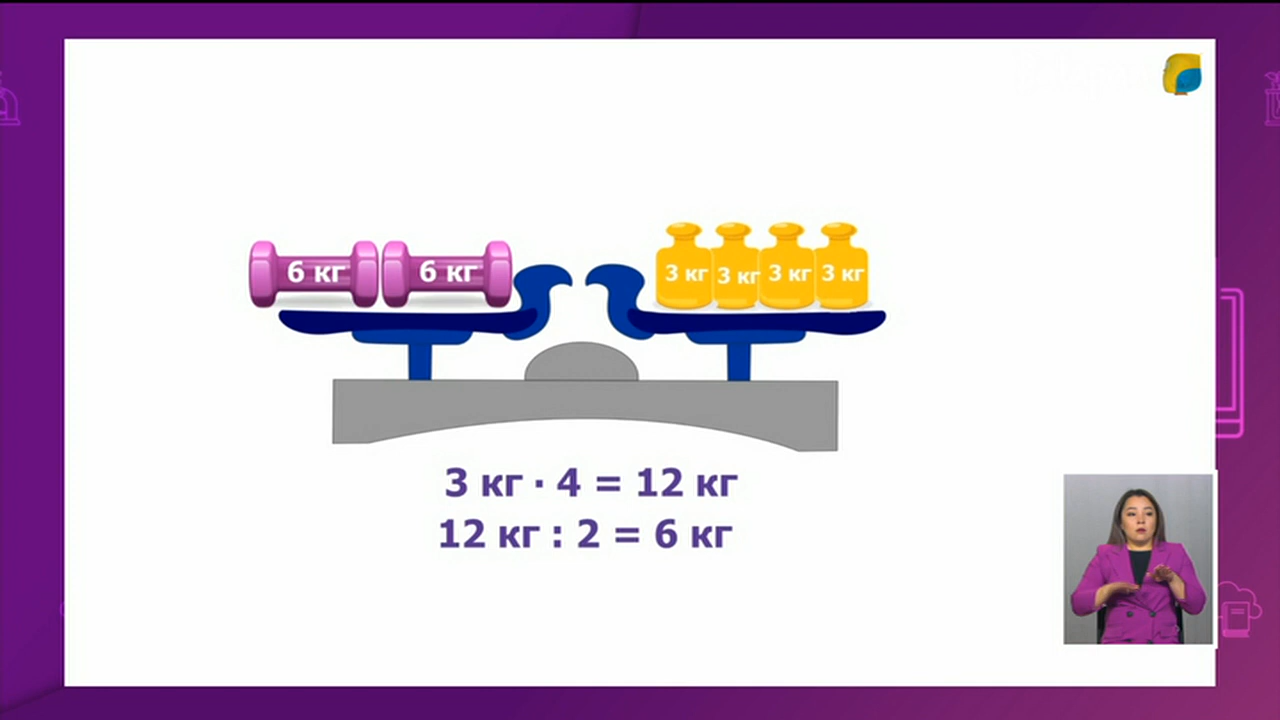 6 кг 6 кг 3 кг 3 кг 3 кг 3 кг
3 кг · 4 = 12 кг
12 кг : 2 = 6 кг